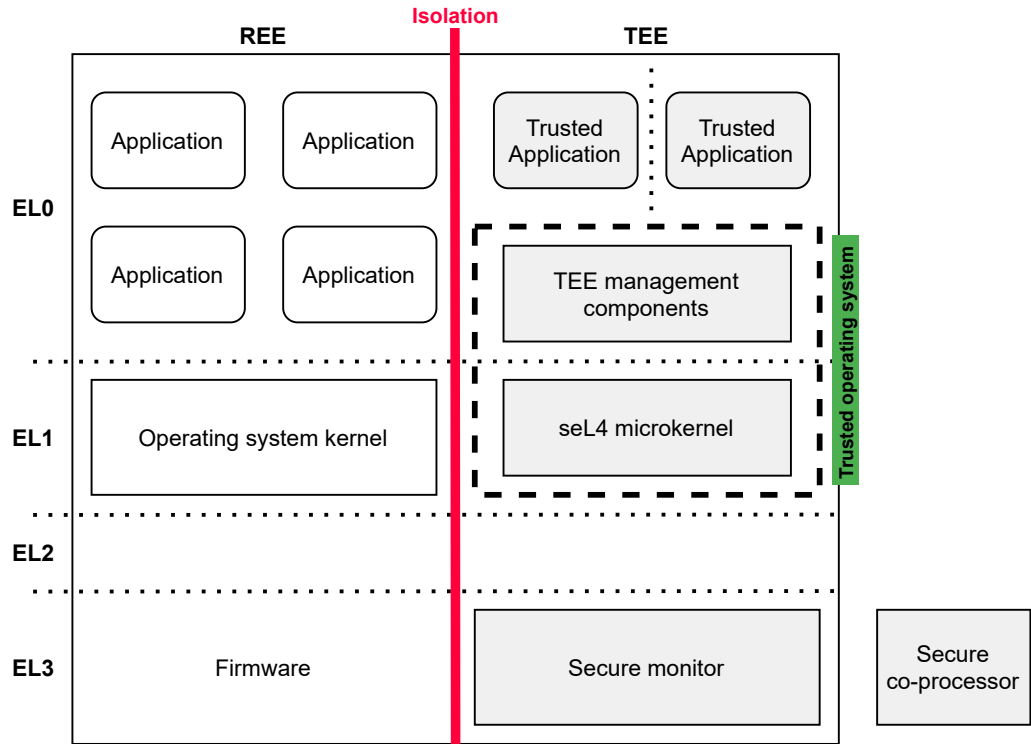 Isolation
REE
TEE
Application
Application
Trusted
Application
Trusted
Application
EL0
Application
Application
TEE management
components
Trusted operating system
EL1
Operating system kernel
seL4 microkernel
EL2
EL3
Firmware
Secure monitor
Secure
co-processor